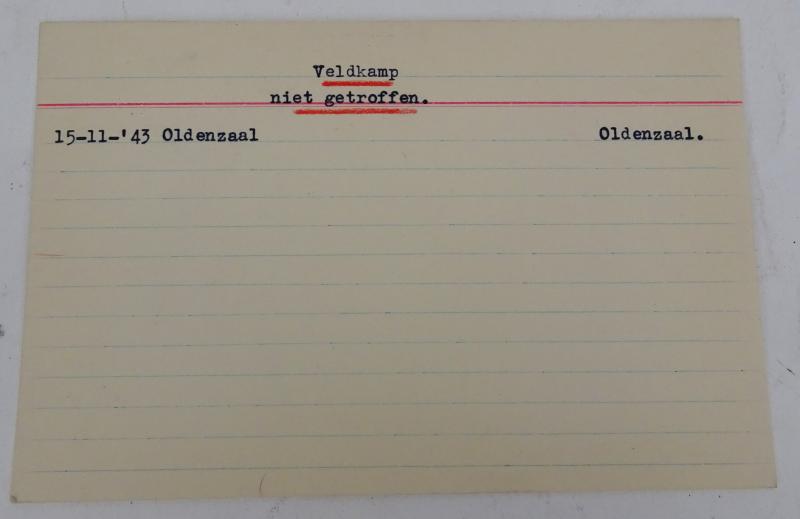 Veldkamp
niet getroffen.
15-11-'43 Oldenzaal Oldenzaal.